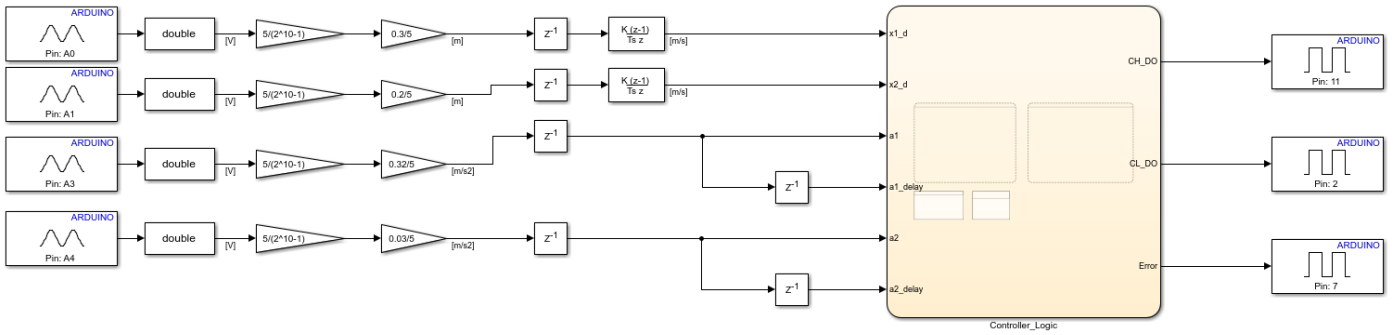 ARDUINO
Pin: A0
double
[V]
5/(2^10-1)
0.3/5
[m]
z-1
K (z-1)
Ts z
[m/s]
x1_d
ARDUINO
Pin: A1
double
[V]
5/(2^10-1)
0.2/5
[m]
z-1
K (z-1)
Ts z
[m/s]
x2_d
ARDUINO
Pin: A3
double
[V]
5/(2^10-1)
0.32/5
[m/s2]
z-1
a1
z-1
a1_delay
ARDUINO
Pin: A4
double
[V]
5/(2^10-1)
0.03/5
[m/s2]
z-1
a2
z-1
a2_delay
Controller_Logic
CH_DO
ARDUINO
Pin: 11
CL_DO
ARDUINO
Pin: 2
Error
ARDUINO
Pin: 7